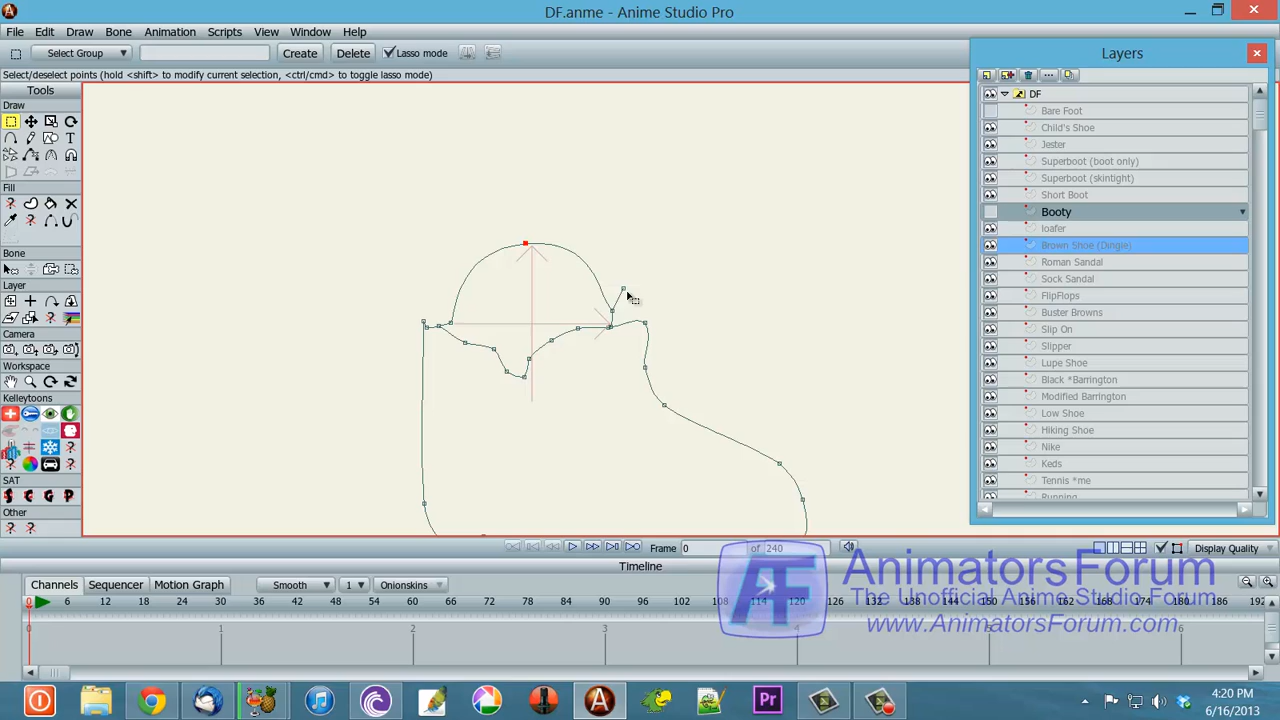 DF.anme - Anime Studio Pro
File Edit Draw Bone Animation Scripts View Window Help
Select Group Create Delete Lasso mode
Select/deselect points (hold <shift> to modify current selection, <ctrl/cmd> to toggle lasso mode)
Tools
Draw
T
Fill
Bone
Layer
Camera
Workspace
Kelleytoons
SAT
Other
Layers
DF
Bare Foot
Child's Shoe
Jester
Superboot (boot only)
Superboot (skintight)
Short Boot
Booty
loafer
Brown Shoe (Dingle)
Roman Sandal
Sock Sandal
FlipFlops
Buster Browns
Slip On
Slipper
Lupe Shoe
Black *Barrington
Modified Barrington
Low Shoe
Hiking Shoe
Nike
Keds
Tennis *me
Running
Frame 0 of 240 Display Quality
Timeline
Channels Sequencer Motion Graph Smooth 1 Onionskins
0 6 12 18 24 30 36 42 48 54 60 66 72 78 84 90 96 102 108 114 120 126 132 138 144 150 156 162 168 174 180 186 192
0 1 2 3 4 5 6
AF
AnimatorsForum
The Unofficial Anime Studio Forum
www.AnimatorsForum.com
A Pr
4:20 PM
6/16/2013